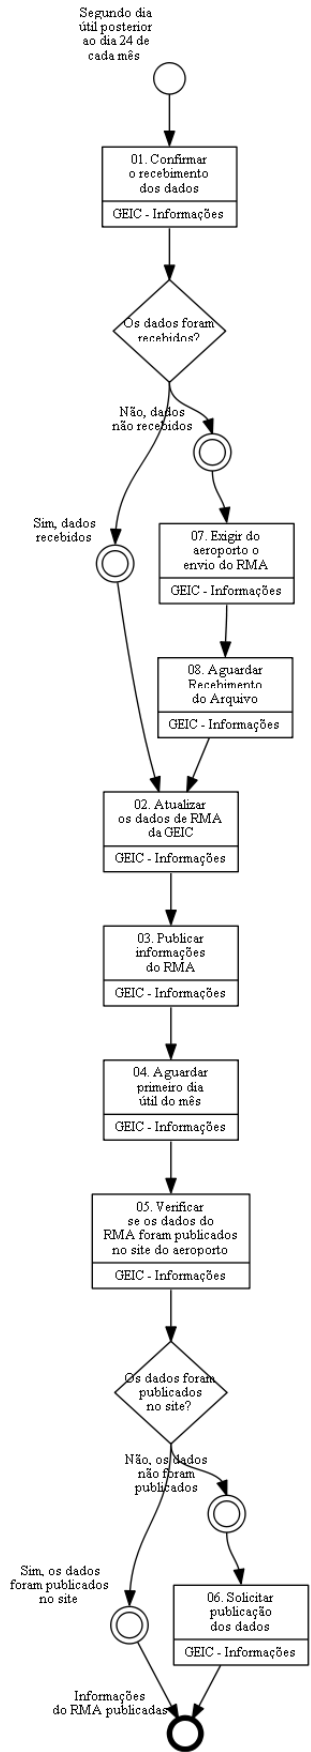 Segundo dia
útil posterior
ao dia 24 de
cada mês
01. Confirmar
o recebimento
dos dados
GEIC - Informações
Os dados foram
recebidos?
Não, dados
não recebidos
Sim, dados
recebidos
07. Exigir do
aeroporto o
envio do RMA
GEIC - Informações
08. Aguardar
Recebimento
do Arquivo
GEIC - Informações
02. Atualizar
os dados de RMA
da GEIC
GEIC - Informações
03. Publicar
informações
do RMA
GEIC - Informações
04. Aguardar
primeiro dia
útil do mês
GEIC - Informações
05. Verificar
se os dados do
RMA foram publicados
no site do aeroporto
GEIC - Informações
Os dados foram
publicados
no site?
Não, os dados
não foram
publicados
Sim, os dados
foram publicados
no site
06. Solicitar
publicação
dos dados
GEIC - Informações
Informações
do RMA publicadas